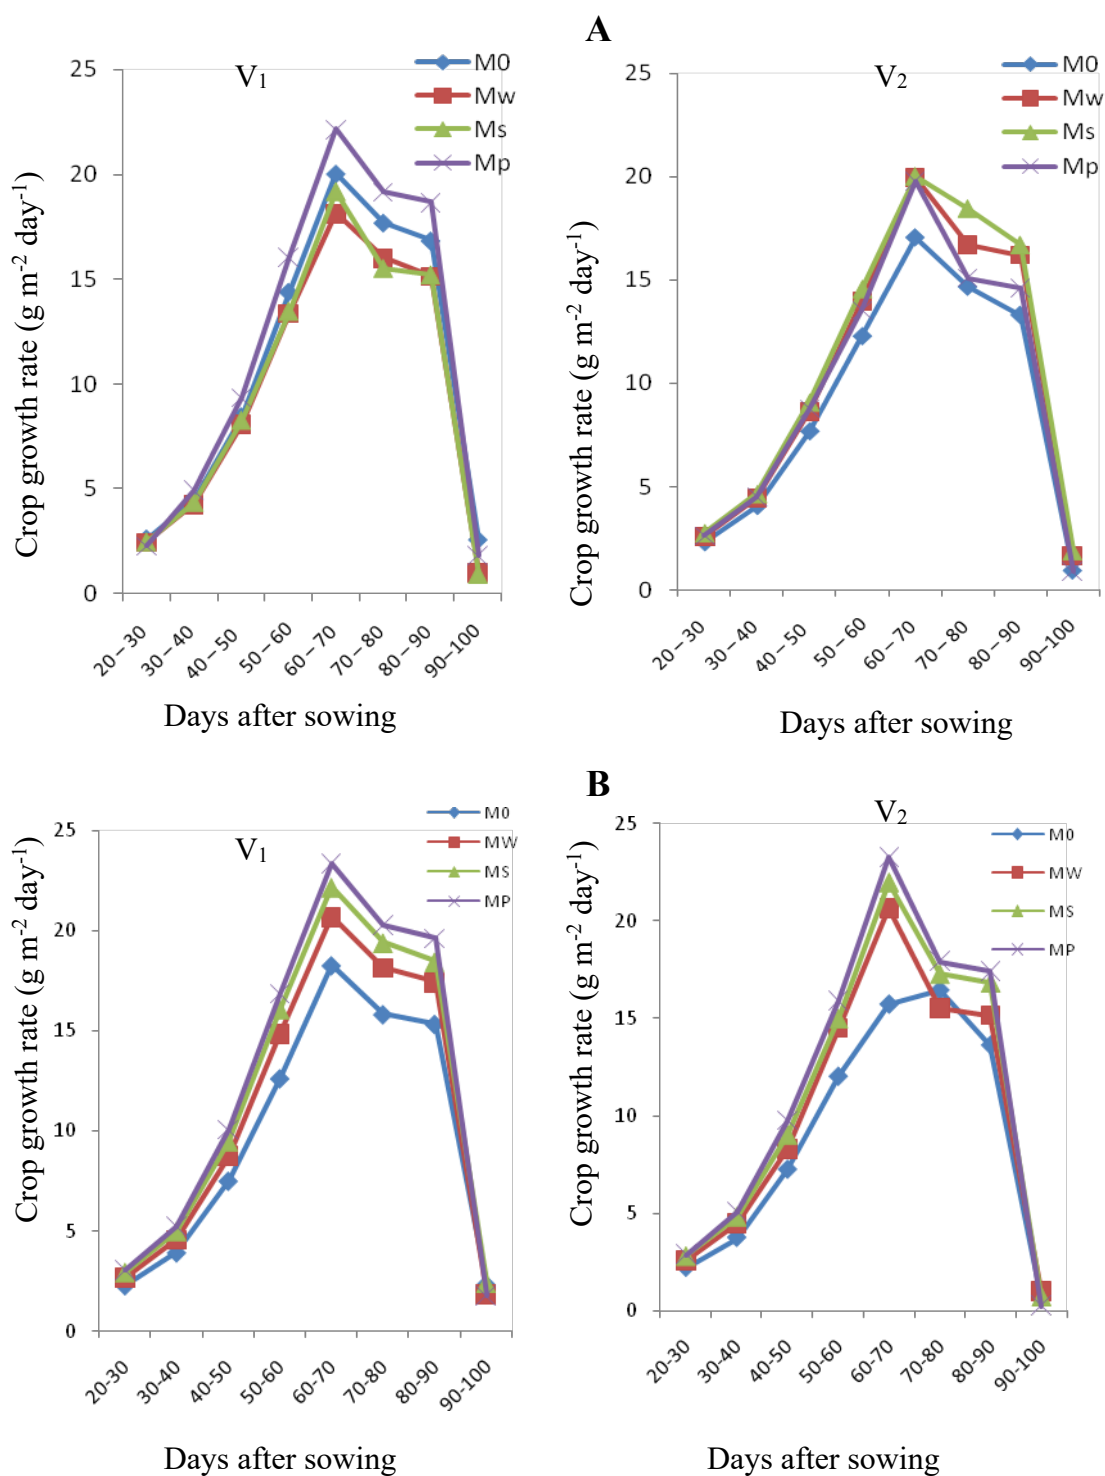 A
V1
M0
Mw
Ms
Mp
25
20
15
10
5
0
Crop growth rate (g m-2 day-1)
20–30
30–40
40–50
50–60
60–70
70–80
80–90
90–100
Days after sowing
V2
M0
Mw
Ms
Mp
25
20
15
10
5
0
Crop growth rate (g m-2 day-1)
20–30
30–40
40–50
50–60
60–70
70–80
80–90
90–100
Days after sowing
B
V1
M0
MW
MS
MP
25
20
15
10
5
0
Crop growth rate (g m-2 day-1)
20-30
30-40
40-50
50-60
60-70
70-80
80-90
90-100
Days after sowing
V2
M0
MW
MS
MP
25
20
15
10
5
0
Crop growth rate (g m-2 day-1)
20-30
30-40
40-50
50-60
60-70
70-80
80-90
90-100
Days after sowing